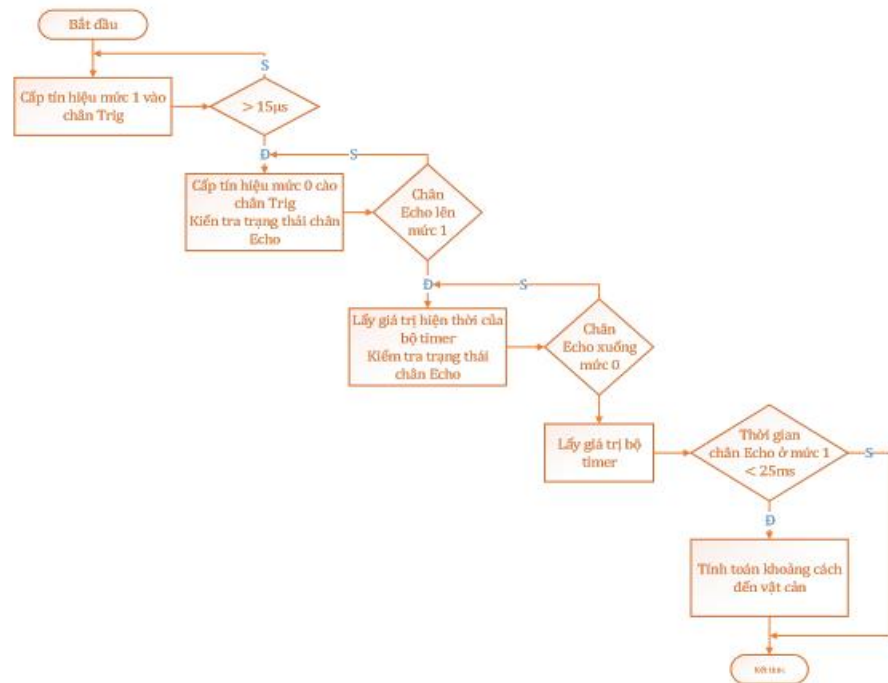 Bắt đầu
S
Cấp tín hiệu mức 1 vào
chân Trig
> 15µs
Đ
S
Cấp tín hiệu mức 0 cào
chân Trig
Kiến tra trạng thái chân
Echo
Chân
Echo lên
mức 1
Đ
S
Lấy giá trị hiện thời của
bộ timer
Kiểm tra trạng thái
chân Echo
Chân
Echo xuống
mức 0
Lấy giá trị bộ
timer
Thời gian
chân Echo ở mức 1
< 25ms
S
Đ
Tính toán khoảng cách
đến vật cản
Kết thúc